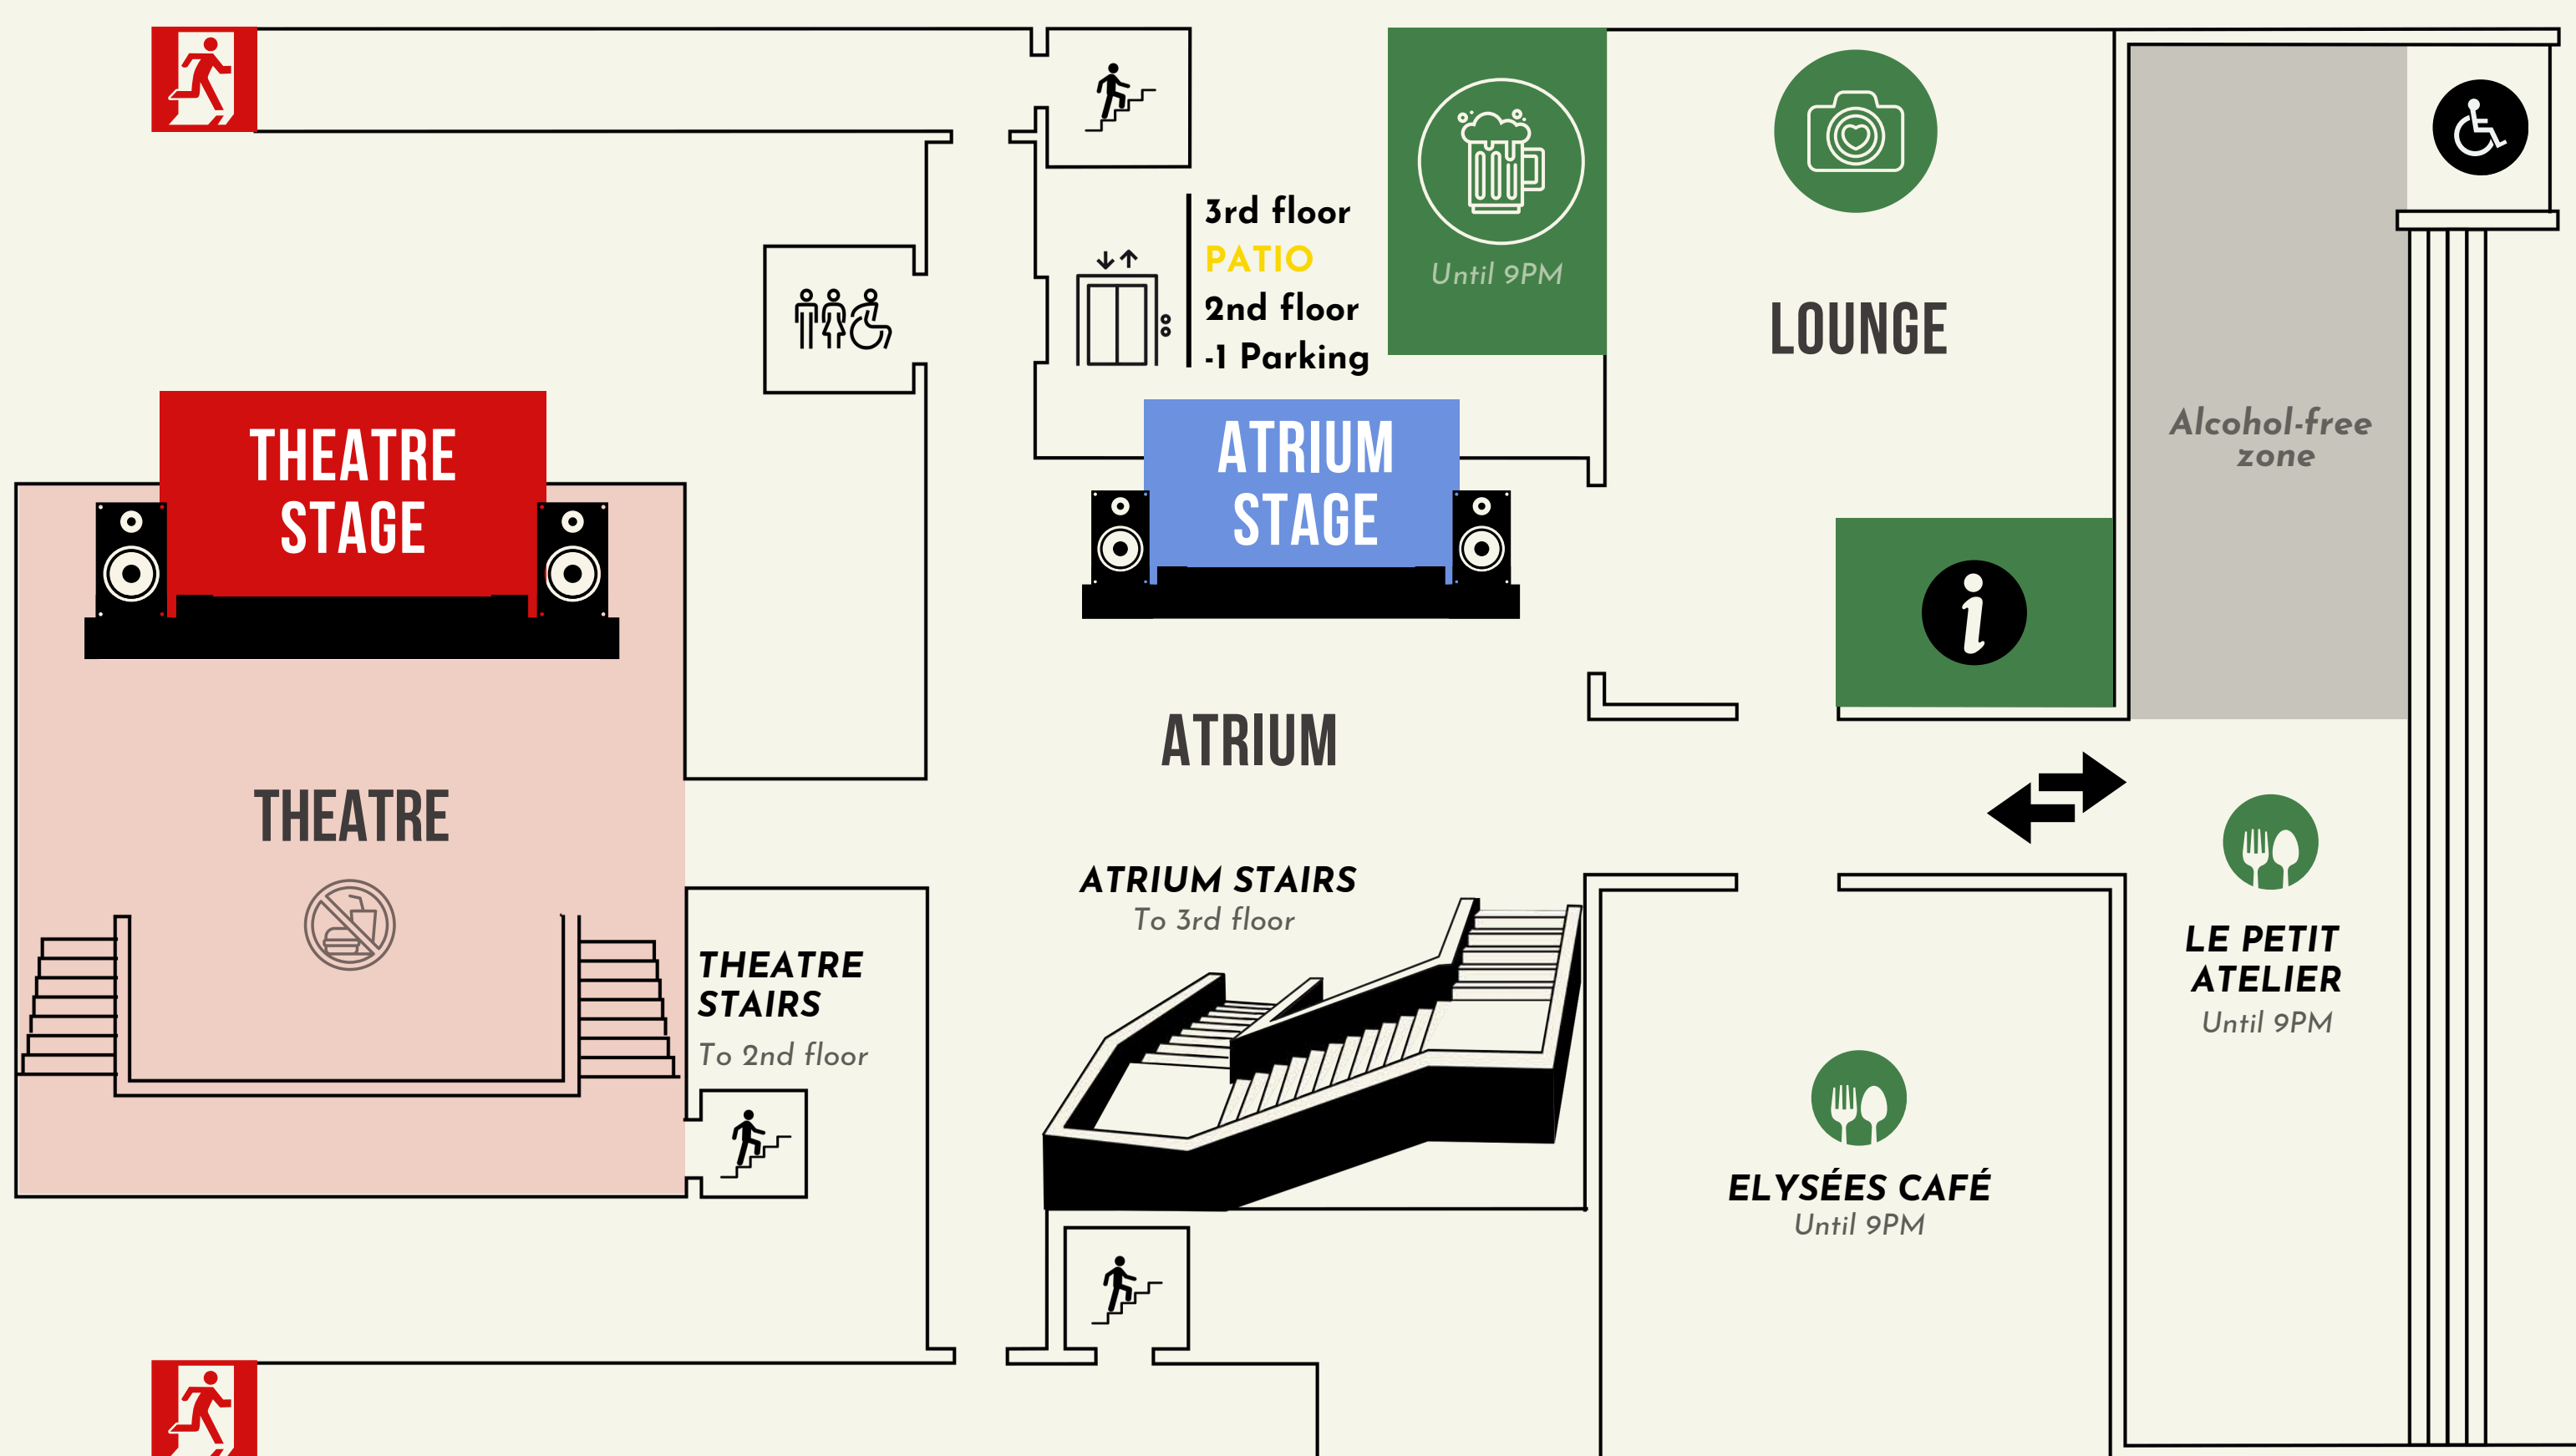 3rd floor
PATIO
2nd floor
-1 Parking
Until 9PM
LOUNGE
Alcohol-free
zone
THEATRE
STAGE
ATRIUM
STAGE
i
ATRIUM
THEATRE
ATRIUM STAIRS
To 3rd floor
THEATRE
STAIRS
To 2nd floor
LE PETIT
ATELIER
Until 9PM
ELYSÉES CAFÉ
Until 9PM